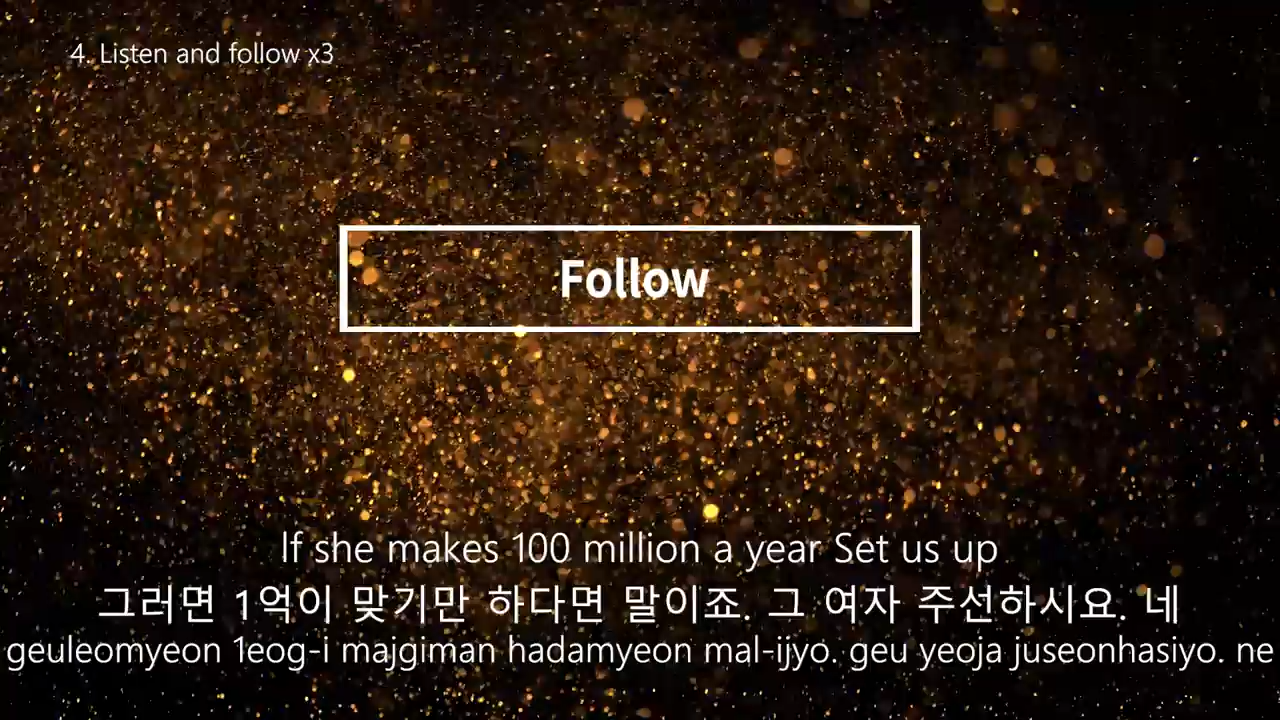 4. Listen and follow x3
Follow
If she makes 100 million a year Set us up
그러면 1억이 맞기만 하다면 말이죠. 그 여자 주선하시요. 네
geuleomyeon 1eog-i majgiman hadamyeon mal-ijyo. geu yeoja juseonhasiyo. ne